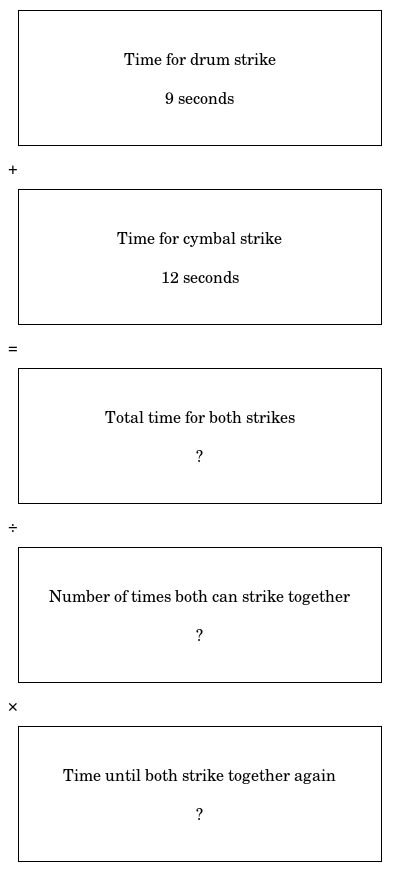 Time for drum strike
9 seconds
+
Time for cymbal strike
12 seconds
=
Total time for both strikes
?
÷
Number of times both can strike together
?
×
Time until both strike together again
?